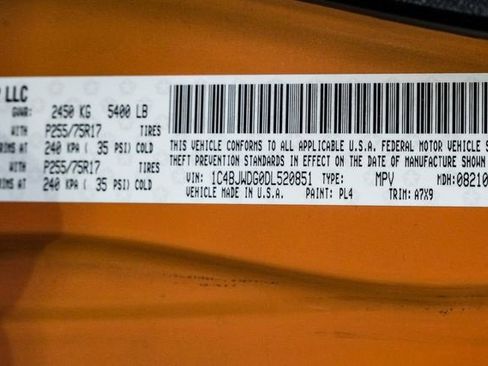 P LLC
GVWR: 2450 KG 5400 LB
WITH P255/75R17 TIRES
RIMS AT 240 KPA ( 35 PSI) COLD
WITH P255/75R17 TIRES
RIMS AT 240 KPA ( 35 PSI) COLD
THIS VEHICLE CONFORMS TO ALL APPLICABLE U.S.A. FEDERAL MOTOR VEHICLE S
THEFT PREVENTION STANDARDS IN EFFECT ON THE DATE OF MANUFACTURE SHOWN
VIN: 1C4BJWDG0DL520851 TYPE: MPV MDH: 08210
VEHICLE MADE IN U.S.A. PAINT: PL4 TRIM: A7X9